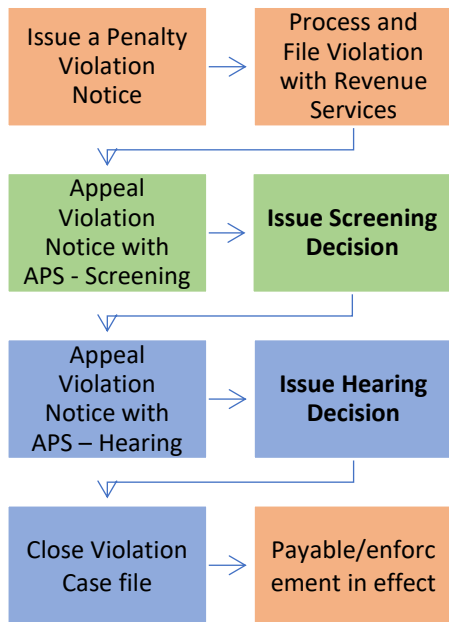 Issue a Penalty
Violation
Notice
Process and
File Violation
with Revenue
Services
Appeal
Violation
Notice with
APS - Screening
Issue Screening
Decision
Appeal
Violation
Notice with
APS – Hearing
Issue Hearing
Decision
Close Violation
Case file
Payable/enforc
ement in effect